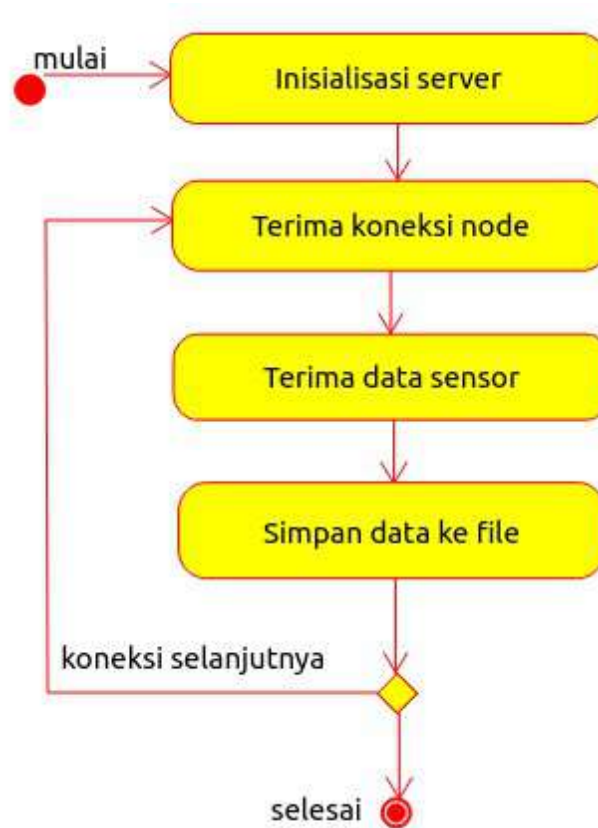 mulai
Inisialisasi server
Terima koneksi node
Terima data sensor
Simpan data ke file
koneksi selanjutnya
selesai